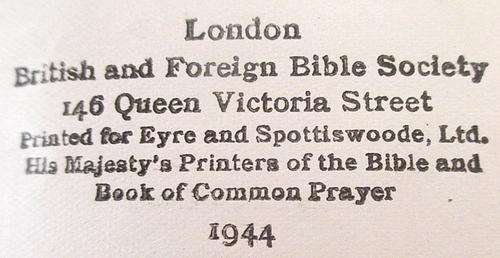 London
British and Foreign Bible Society
146 Queen Victoria Street
Printed for Eyre and Spottiswoode, Ltd.
His Majesty's Printers of the Bible and
Book of Common Prayer
1944